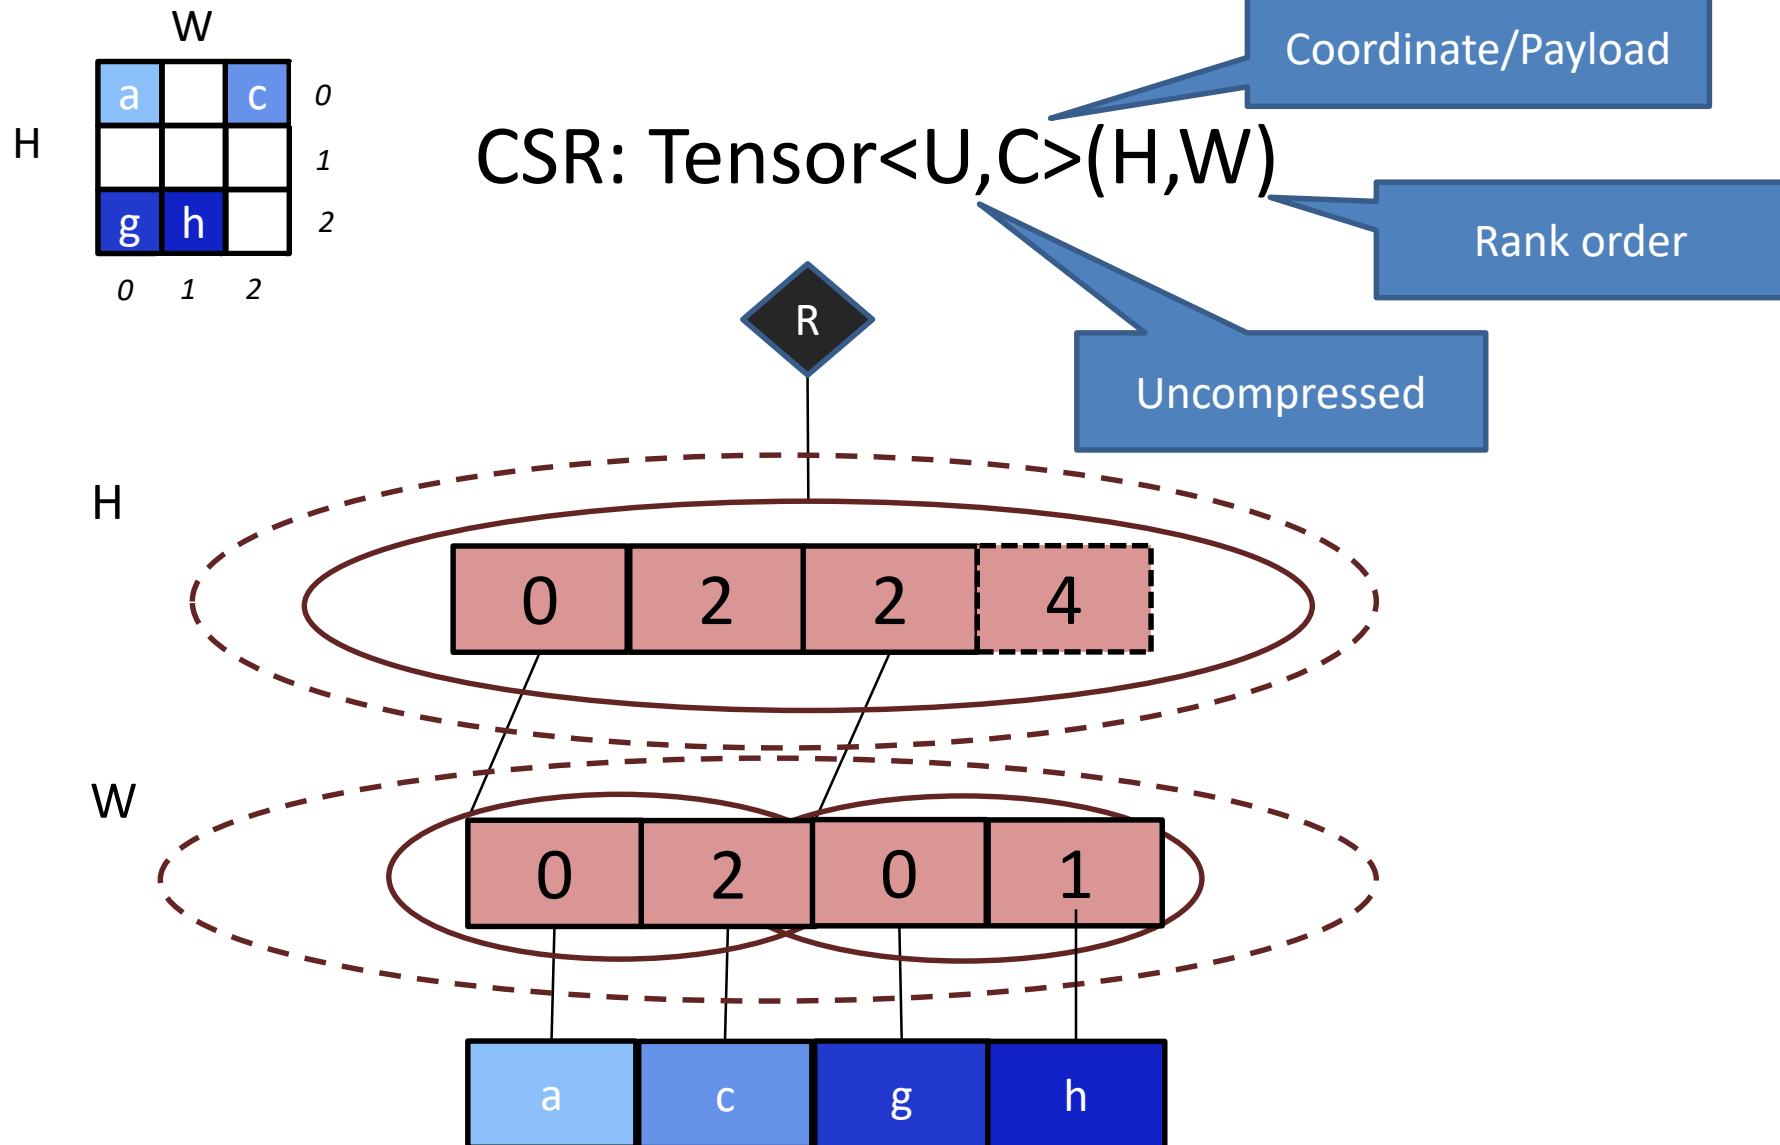 W
a c 0
H
1
g h 2
0 1 2
CSR: Tensor<U,C>(H,W)
Coordinate/Payload
Rank order
Uncompressed
R
H
0 2 2 4
W
0 2 0 1
a c g h